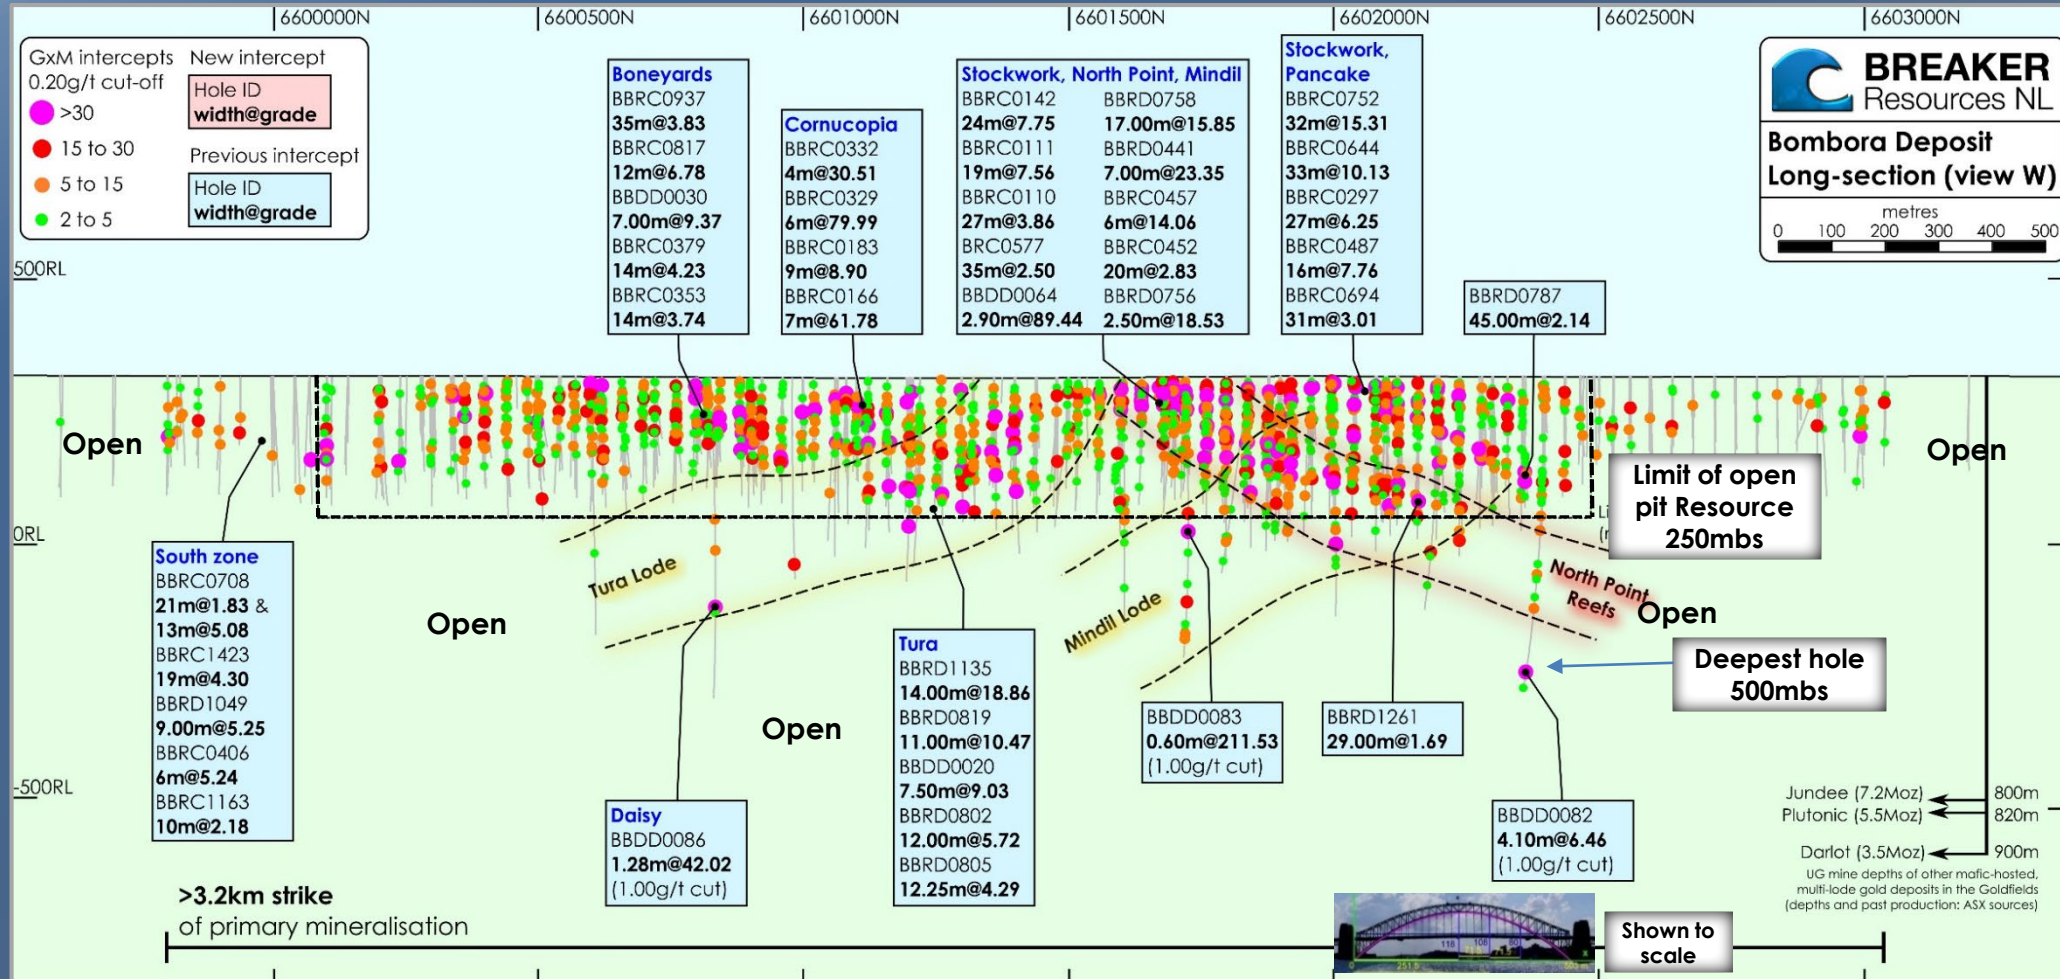 6600000N
6600500N
6601000N
6601500N
6602000N
6602500N
6603000N
GxM intercepts
0.20g/t cut-off
>30
15 to 30
5 to 15
2 to 5
New intercept
Hole ID
width@grade
Previous intercept
Hole ID
width@grade
Boneyards
BBRC0937
35m@3.83
BBRC0817
12m@6.78
BBDD0030
7.00m@9.37
BBRC0379
14m@4.23
BBRC0353
14m@3.74
Cornucopia
BBRC0332
4m@30.51
BBRC0329
6m@79.99
BBRC0183
9m@8.90
BBRC0166
7m@61.78
Stockwork, North Point, Mindil
BBRC0142
24m@7.75
BBRC0111
19m@7.56
BBRC0110
27m@3.86
BRC0577
35m@2.50
BBDD0064
2.90m@89.44
BBRD0758
17.00m@15.85
BBRD0441
7.00m@23.35
BBRC0457
6m@14.06
BBRC0452
20m@2.83
BBRD0756
2.50m@18.53
Stockwork,
Pancake
BBRC0752
32m@15.31
BBRC0644
33m@10.13
BBRC0297
27m@6.25
BBRC0487
16m@7.76
BBRC0694
31m@3.01
BBRD0787
45.00m@2.14
BREAKER
Resources NL
Bombora Deposit
Long-section (view W)
metres
0 100 200 300 400 500
500RL
0RL
-500RL
Open
Open
Limit of open
pit Resource
250mbs
South zone
BBRC0708
21m@1.83 &
13m@5.08
BBRC1423
19m@4.30
BBRD1049
9.00m@5.25
BBRC0406
6m@5.24
BBRC1163
10m@2.18
Tura Lode
Open
Mindil Lode
North Point
Reefs
Open
Deepest hole
500mbs
Open
Tura
BBRD1135
14.00m@18.86
BBRD0819
11.00m@10.47
BBDD0020
7.50m@9.03
BBRD0802
12.00m@5.72
BBRD0805
12.25m@4.29
BBDD0083
0.60m@211.53
(1.00g/t cut)
BBRD1261
29.00m@1.69
Daisy
BBDD0086
1.28m@42.02
(1.00g/t cut)
BBDD0082
4.10m@6.46
(1.00g/t cut)
Jundee (7.2Moz) 800m
Plutonic (5.5Moz) 820m
Darlot (3.5Moz) 900m
UG mine depths of other mafic-hosted,
multi-lode gold deposits in the Goldfields
(depths and past production: ASX sources)
>3.2km strike
of primary mineralisation
Shown to
scale